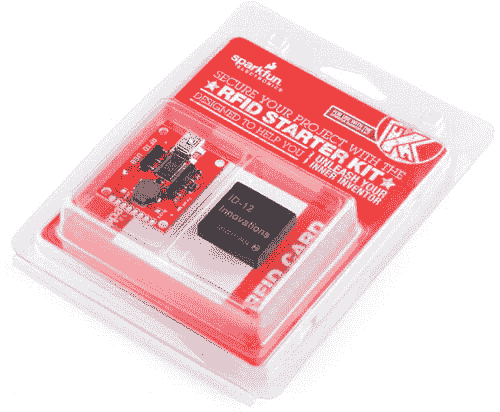 sparkfun
ELECTRONICS
SECURE YOUR PROJECT WITH THE
RFID STARTER KIT
DESIGNED TO HELP YOU
UNLEASH YOUR
INNER INVENTOR
ID-12
Innovations
RFID CARD